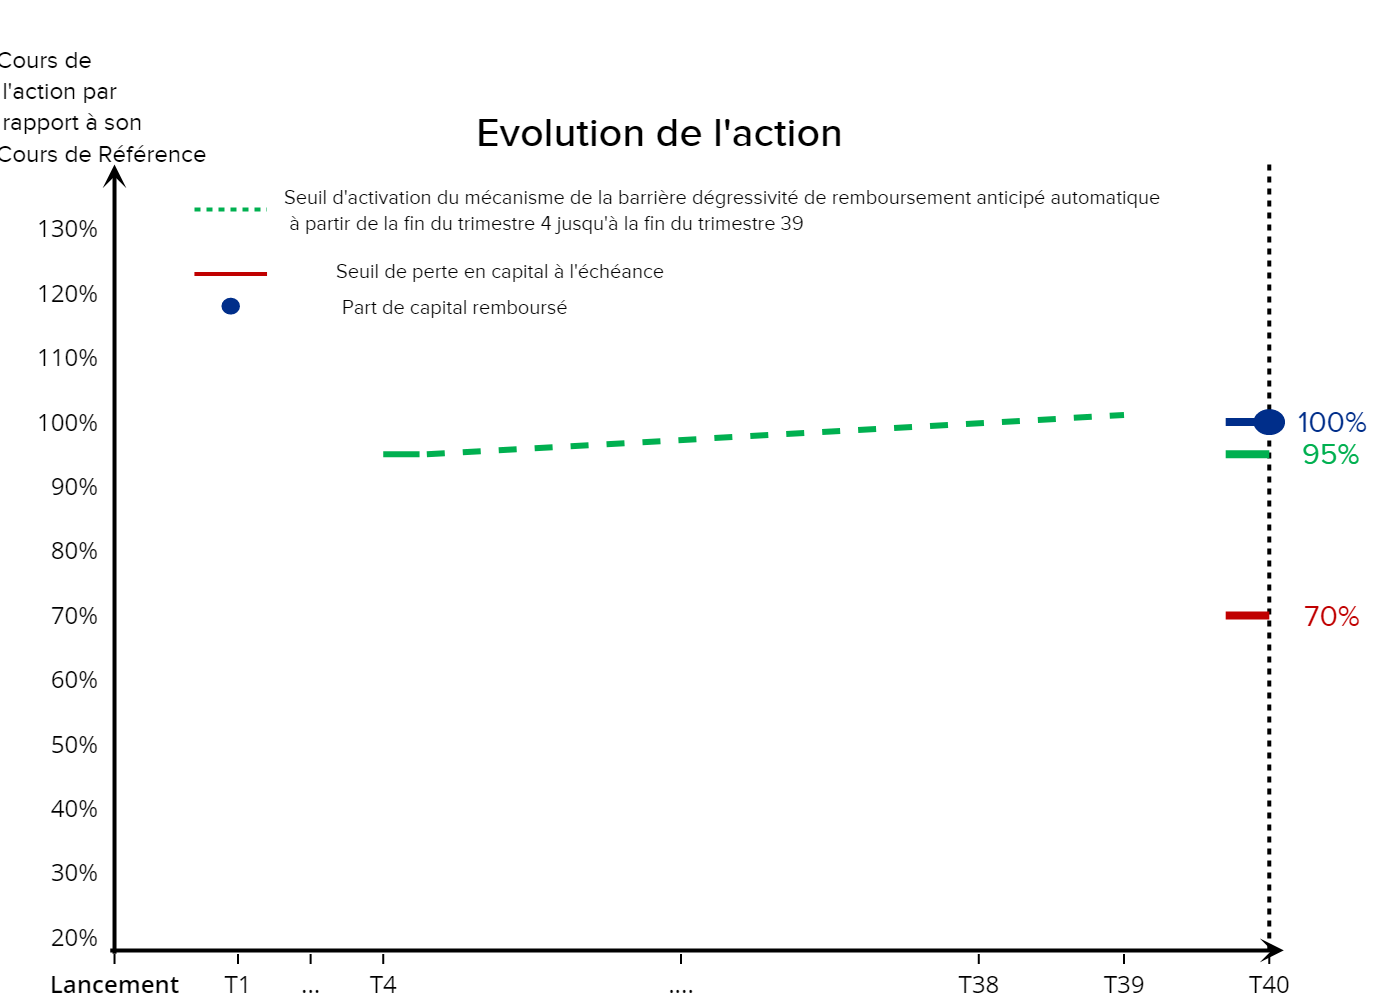 Cours de
l'action par
rapport à son
Cours de Référence
Evolution de l'action
Seuil d'activation du mécanisme de la barrière dégressivité de remboursement anticipé automatique
à partir de la fin du trimestre 4 jusqu'à la fin du trimestre 39
Seuil de perte en capital à l'échéance
Part de capital remboursé
130%
120%
110%
100%
90%
80%
70%
60%
50%
40%
30%
20%
100%
95%
70%
Lancement T1 ... T4 .... T38 T39 T40